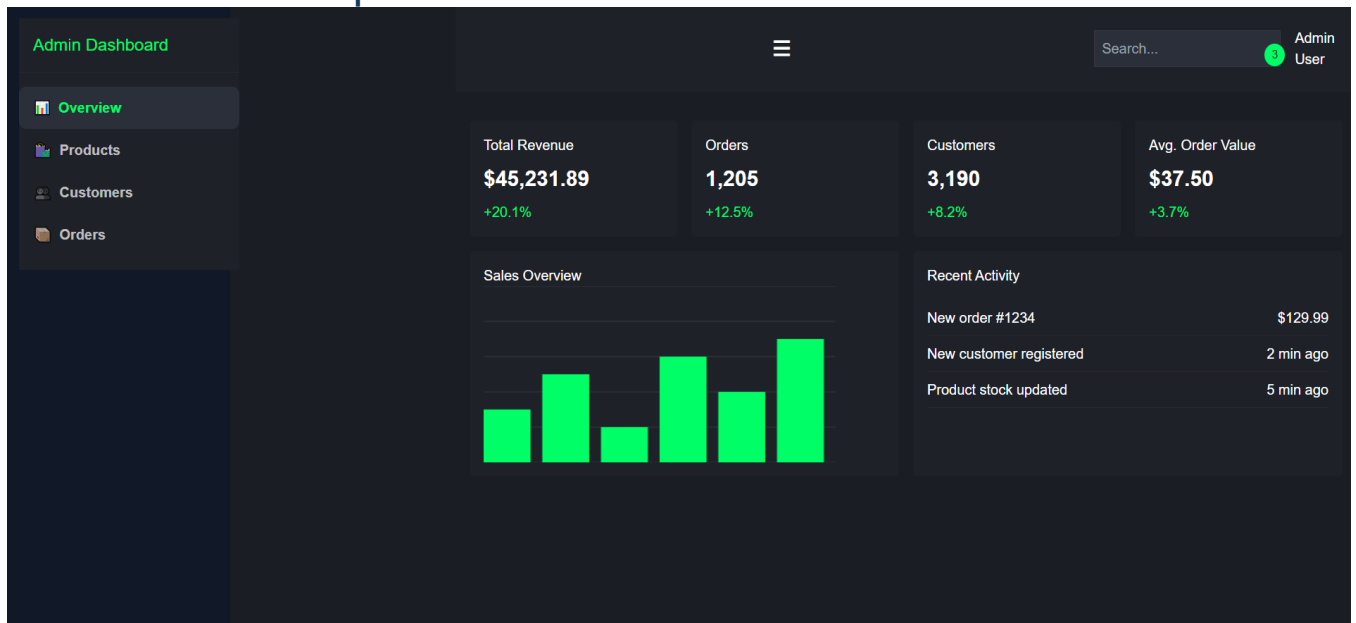 Admin Dashboard
Overview
Products
Customers
Orders
Search...
3
Admin
User
Total Revenue
$45,231.89
+20.1%
Orders
1,205
+12.5%
Customers
3,190
+8.2%
Avg. Order Value
$37.50
+3.7%
Sales Overview
Recent Activity
New order #1234 $129.99
New customer registered 2 min ago
Product stock updated 5 min ago